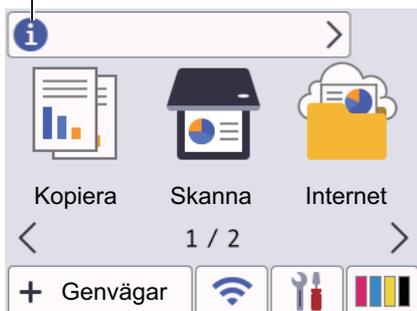 Kopiera Skanna Internet
1 / 2
+ Genvägar